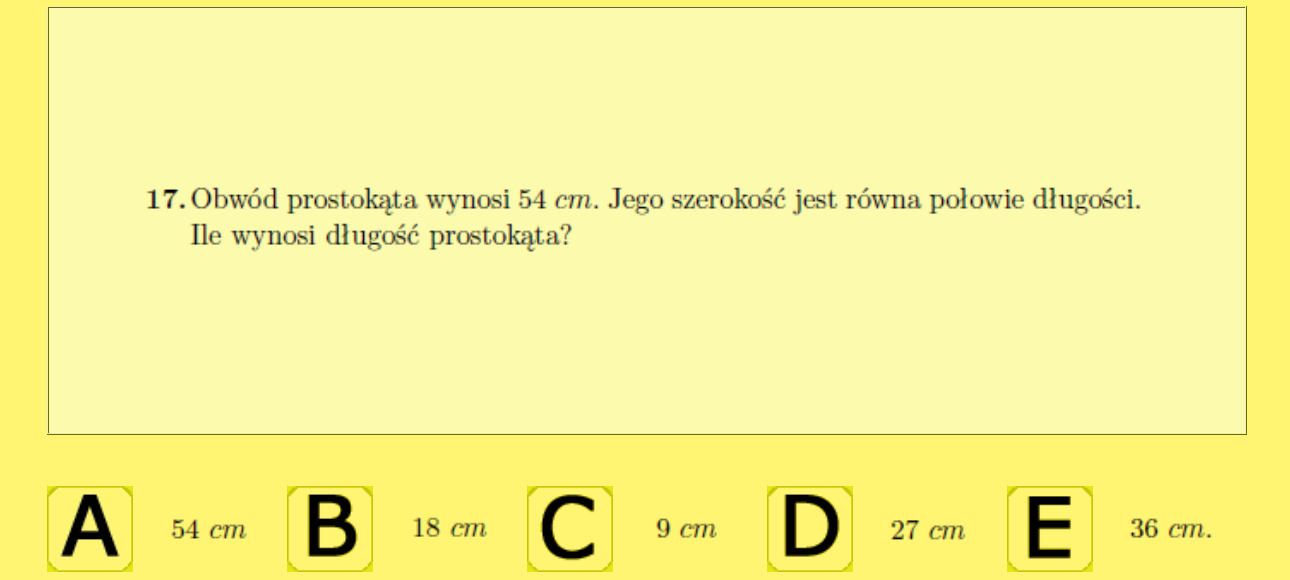 17. Obwód prostokąta wynosi 54 cm. Jego szerokość jest równa połowie długości.
Ile wynosi długość prostokąta?
A 54 cm B 18 cm C 9 cm D 27 cm E 36 cm.